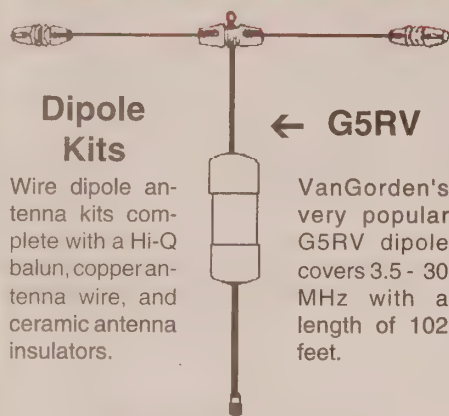 Dipole
Kits
Wire dipole an-
tenna kits com-
plete with a Hi-Q
balun, copper an-
tenna wire, and
ceramic antenna
insulators.
← G5RV
VanGorden's
very popular
G5RV dipole
covers 3.5 - 30
MHz with a
length of 102
feet.